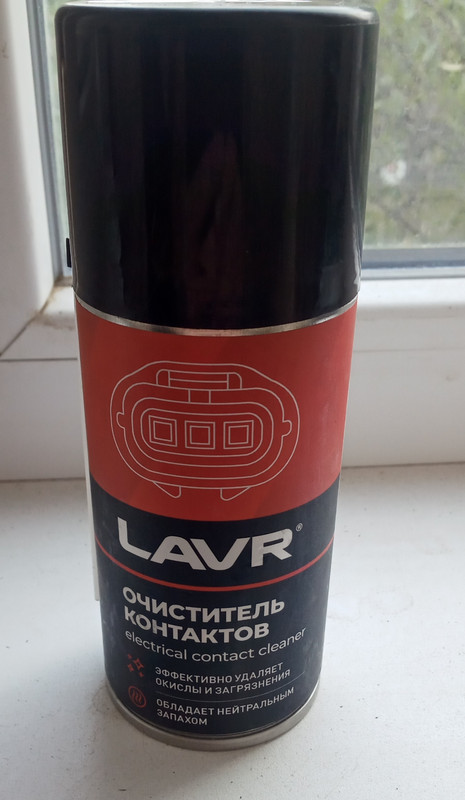 LAVR®
ОЧИСТИТЕЛЬ
КОНТАКТОВ
electrical contact cleaner
ЭФФЕКТИВНО УДАЛЯЕТ
ОКИСЛЫ И ЗАГРЯЗНЕНИЯ
ОБЛАДАЕТ НЕЙТРАЛЬНЫМ
ЗАПАХОМ